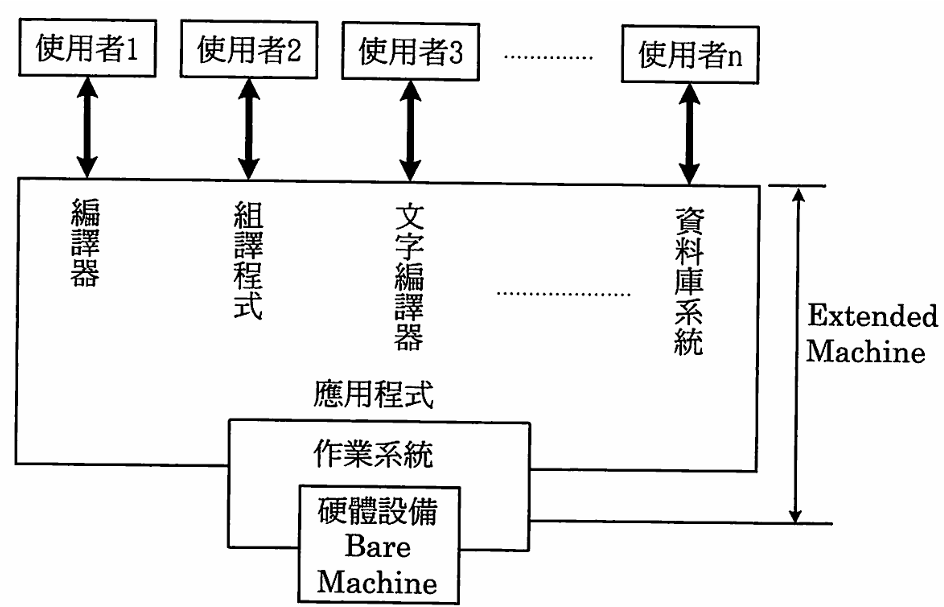 使用者1
使用者2
使用者3
使用者n
編譯器
組譯程式
文字編譯器
資料庫系統
Extended
Machine
應用程式
作業系統
硬體設備
Bare
Machine